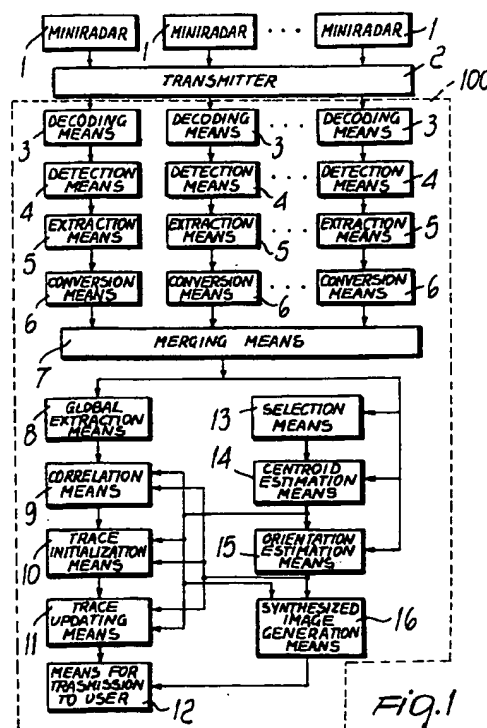 MINIRADAR MINIRADAR . . . MINIRADAR
1 1 1
TRANSMITTER 2
100
DECODING MEANS DECODING MEANS . . . DECODING MEANS
3 3 3
DETECTION MEANS DETECTION MEANS . . . DETECTION MEANS
4 4 4
EXTRACTION MEANS EXTRACTION MEANS . . . EXTRACTION MEANS
5 5 5
CONVERSION MEANS CONVERSION MEANS . . . CONVERSION MEANS
6 6 6
MERGING MEANS
7
GLOBAL EXTRACTION MEANS
8
13 SELECTION MEANS
CORRELATION MEANS
9
14 CENTROID ESTIMATION MEANS
TRACE INITIALIZATION MEANS
10
15 ORIENTATION ESTIMATION MEANS
TRACE UPDATING MEANS
11
SYNTHESIZED IMAGE GENERATION MEANS
16
MEANS FOR TRASMISSION TO USER
12
Fig.1